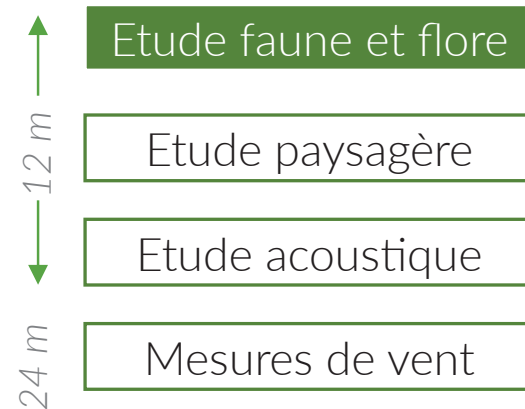 Etude faune et flore
12 m
Etude paysagère
Etude acoustique
24 m
Mesures de vent